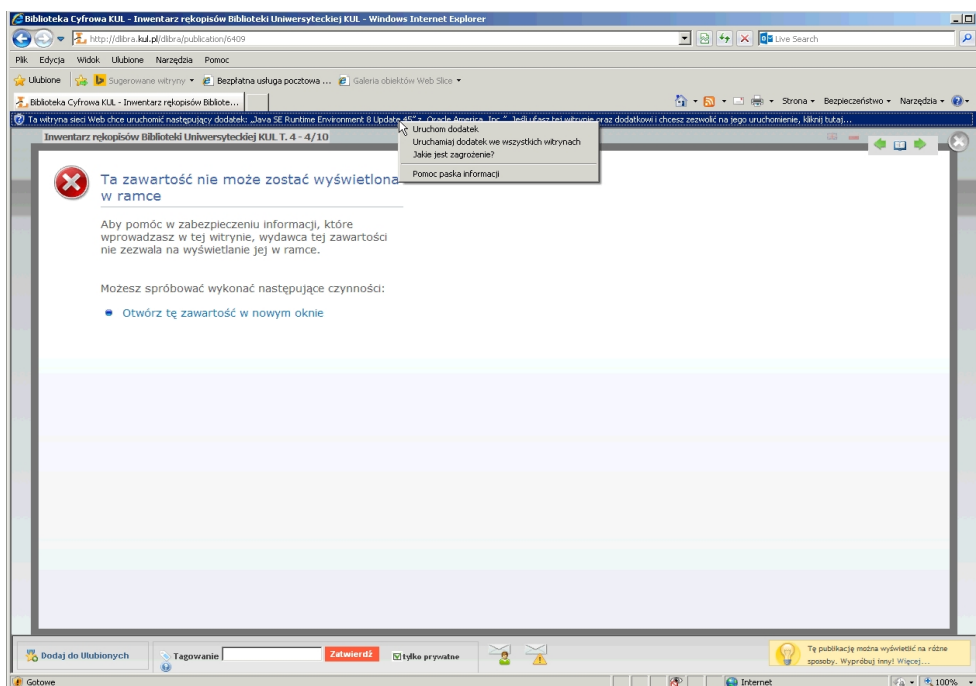 Biblioteka Cyfrowa KUL - Inwentarz rękopisów Biblioteki Uniwersyteckiej KUL - Windows Internet Explorer
http://dlibra.kul.pl/dlibra/publication/6409
Live Search
Plik Edycja Widok Ulubione Narzędzia Pomoc
Ulubione Sugerowane witryny Bezpłatna usługa pocztowa ... Galeria obiektów Web Slice
Biblioteka Cyfrowa KUL - Inwentarz rękopisów Bibliote...
Strona Bezpieczeństwo Narzędzia
Ta witryna sieci Web chce uruchomić następujący dodatek: „Java SE Runtime Environment 8 Update 45” z „Oracle America, Inc.”. Jeśli ufasz tej witrynie oraz dodatkowi i chcesz zezwolić na jego uruchomienie, kliknij tutaj...
Inwentarz rękopisów Biblioteki Uniwersyteckiej KUL T. 4 - 4/10
Uruchom dodatek
Uruchamiaj dodatek we wszystkich witrynach
Jakie jest zagrożenie?
Pomoc paska informacji
Ta zawartość nie może zostać wyświetlona
w ramce
Aby pomóc w zabezpieczeniu informacji, które
wprowadzasz w tej witrynie, wydawca tej zawartości
nie zezwala na wyświetlanie jej w ramce.
Możesz spróbować wykonać następujące czynności:
Otwórz tę zawartość w nowym oknie
Dodaj do Ulubionych
Tagowanie
Zatwierdź
tylko prywatne
Tę publikację można wyświetlić na różne
sposoby. Wypróbuj inny! Więcej...
Gotowe
Internet
100%